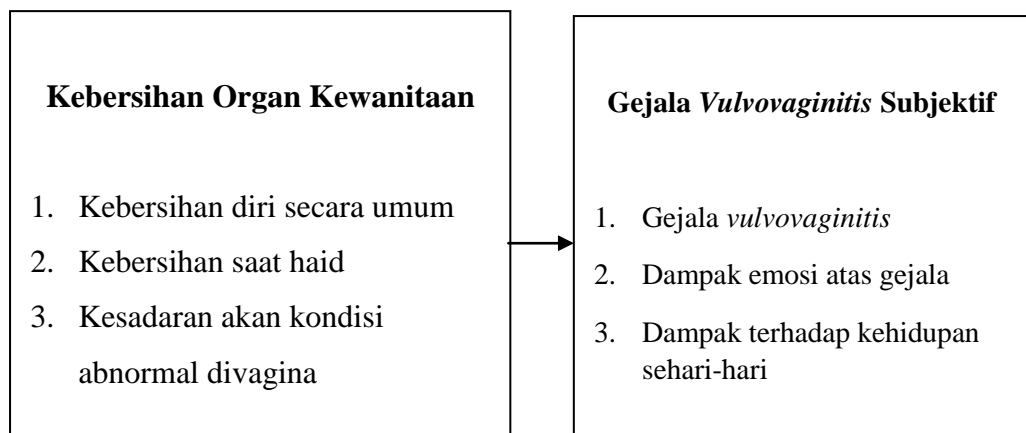 Kebersihan Organ Kewanitaan
1. Kebersihan diri secara umum
2. Kebersihan saat haid
3. Kesadaran akan kondisi
abnormal divagina
Gejala Vulvovaginitis Subjektif
1. Gejala vulvovaginitis
2. Dampak emosi atas gejala
3. Dampak terhadap kehidupan
sehari-hari